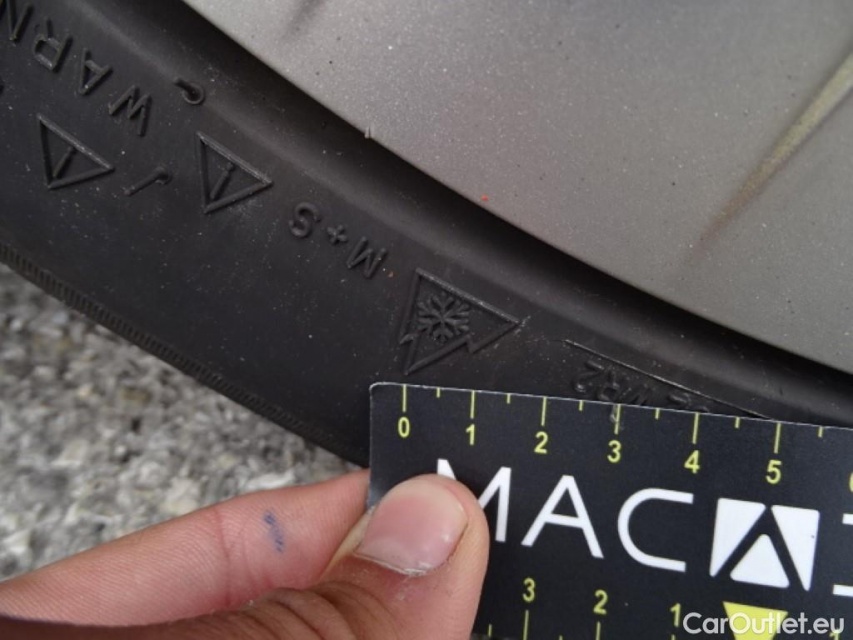 WARN
M+S
0 1 2 3 4 5
MAC
3 2 1
CarOutlet.eu